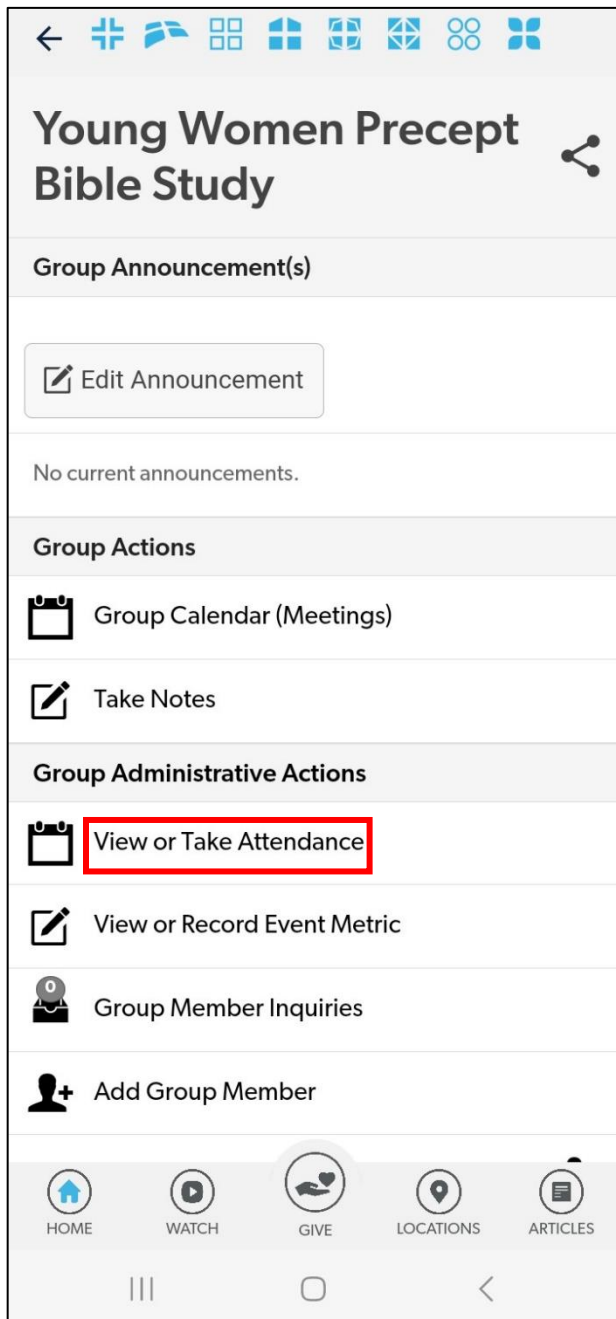 Young Women Precept
Bible Study
Group Announcement(s)
Edit Announcement
No current announcements.
Group Actions
Group Calendar (Meetings)
Take Notes
Group Administrative Actions
View or Take Attendance
View or Record Event Metric
0
Group Member Inquiries
Add Group Member
HOME WATCH GIVE LOCATIONS ARTICLES